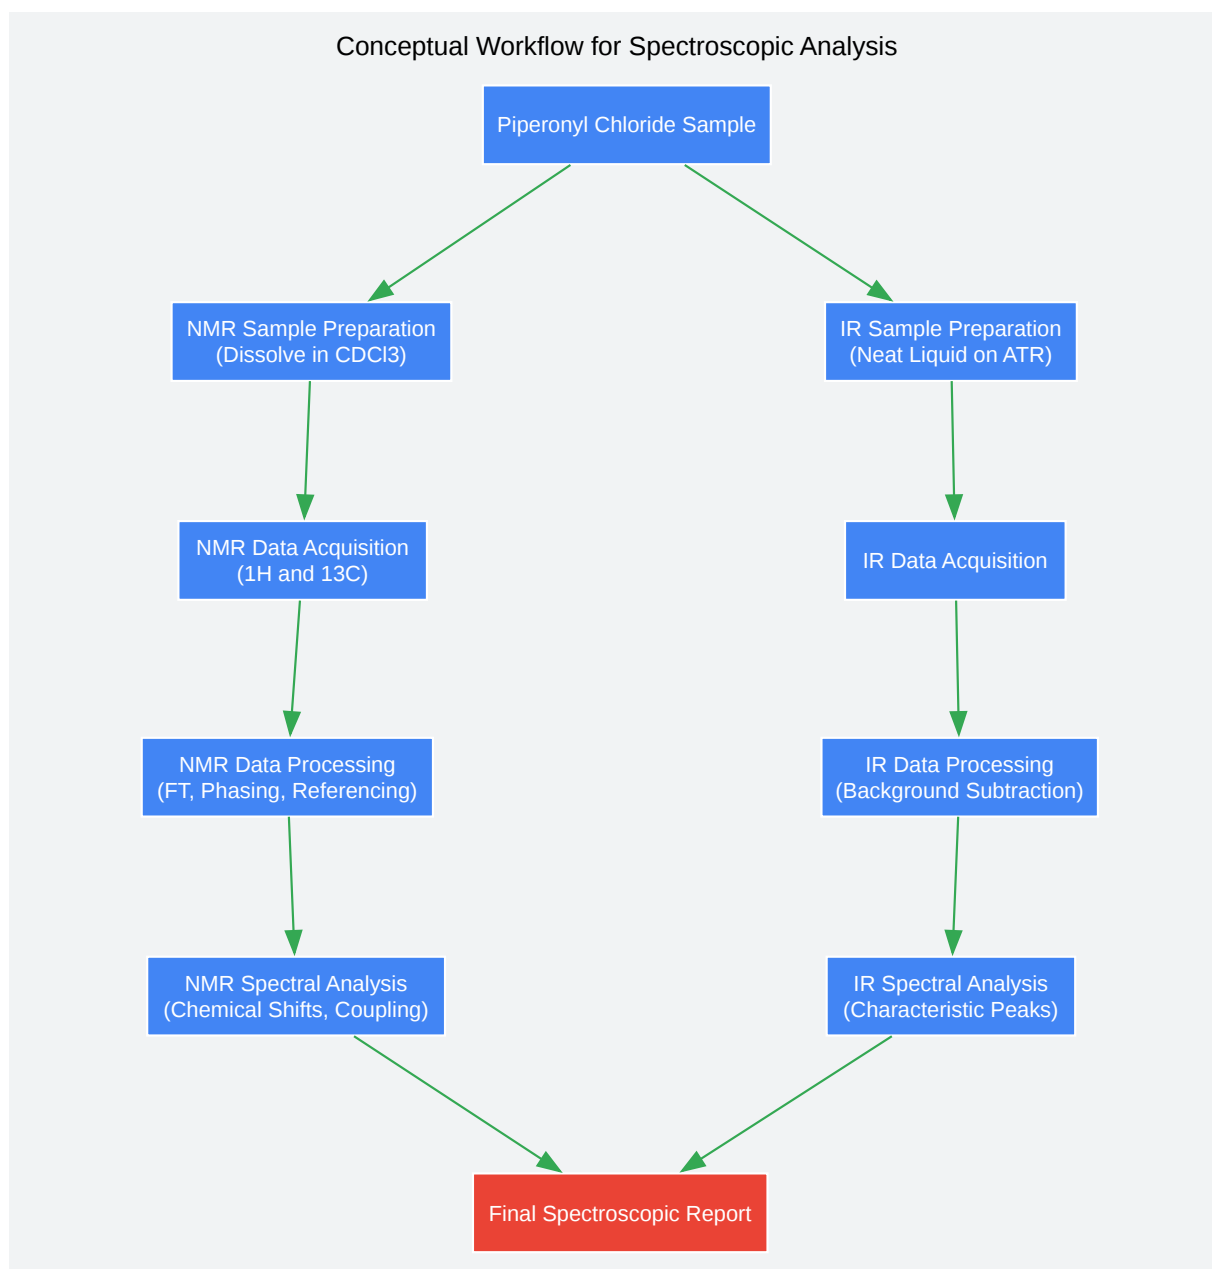 Conceptual Workflow for Spectroscopic Analysis
Piperonyl Chloride Sample
NMR Sample Preparation
(Dissolve in CDCl3)
IR Sample Preparation
(Neat Liquid on ATR)
NMR Data Acquisition
(1H and 13C)
IR Data Acquisition
NMR Data Processing
(FT, Phasing, Referencing)
IR Data Processing
(Background Subtraction)
NMR Spectral Analysis
(Chemical Shifts, Coupling)
IR Spectral Analysis
(Characteristic Peaks)
Final Spectroscopic Report